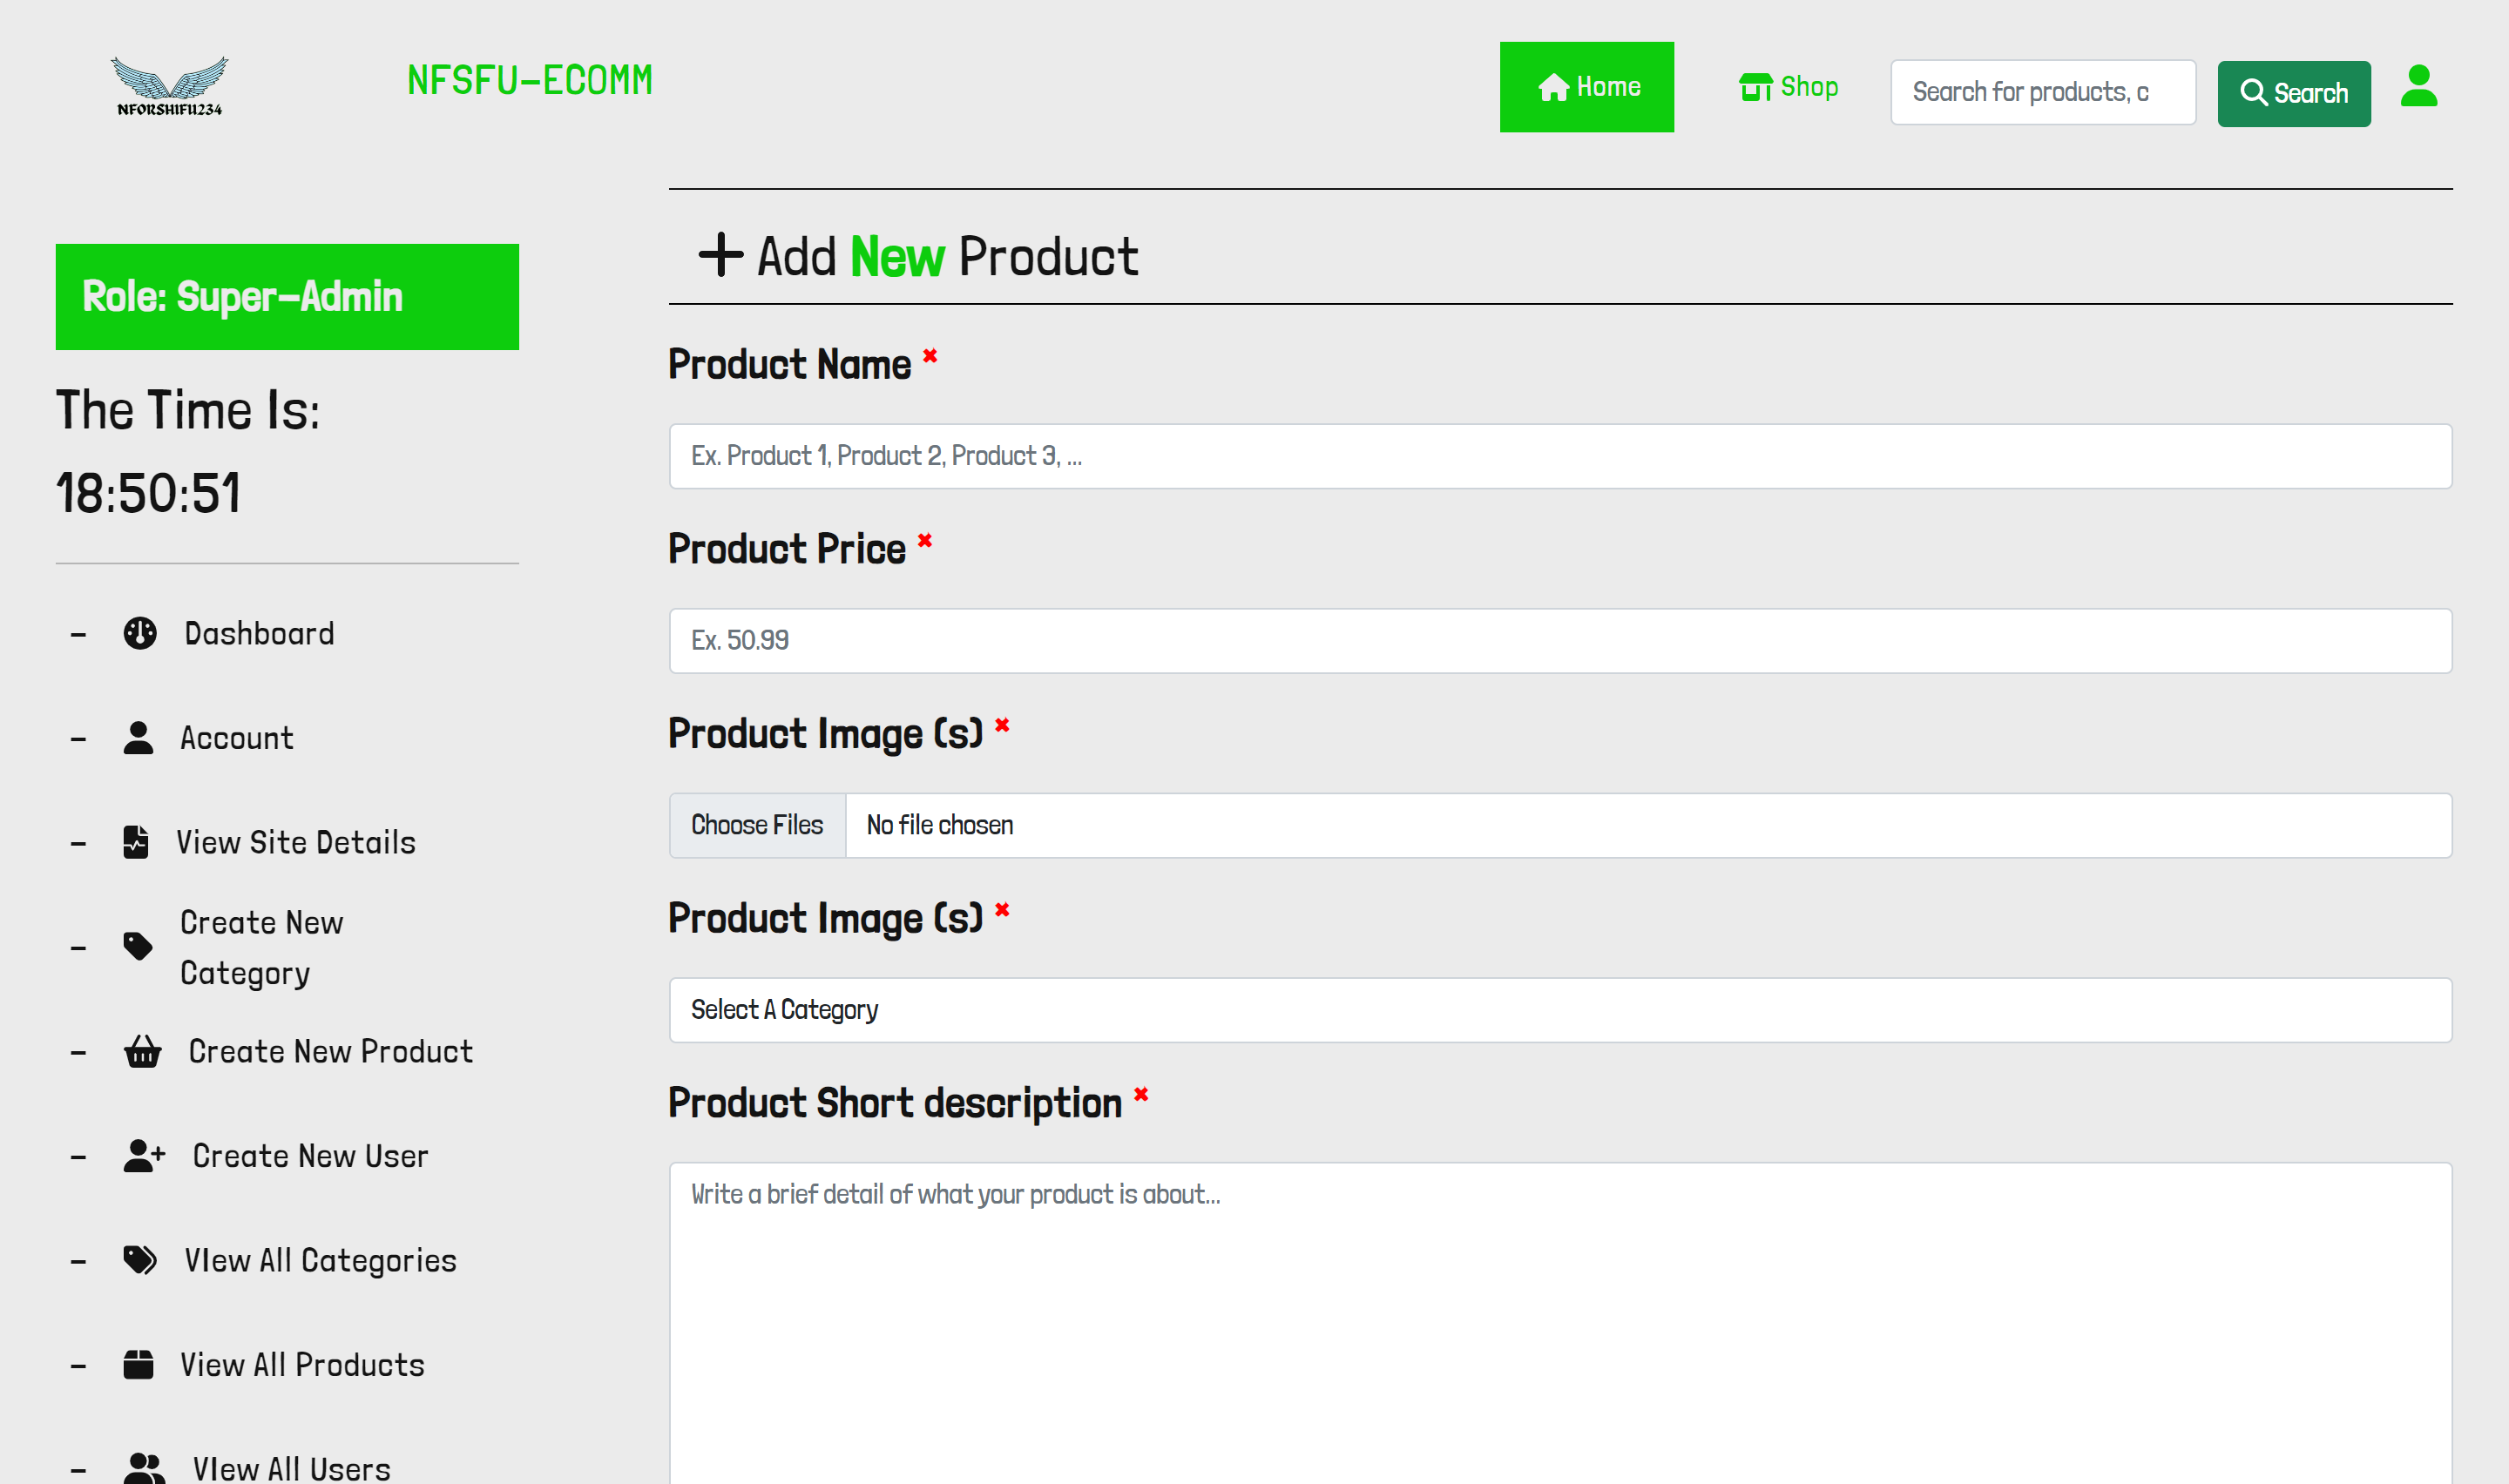 NFORSHIFU234
NFSFU-ECOMM
Home
Shop
Search for products, c
Search
Role: Super-Admin
The Time Is:
18:50:51
- Dashboard
- Account
- View Site Details
- Create New
Category
- Create New Product
- Create New User
- VIew All Categories
- View All Products
- VIew All Users
Add New Product
Product Name *
Ex. Product 1, Product 2, Product 3, ...
Product Price *
Ex. 50.99
Product Image (s) *
Choose Files No file chosen
Product Image (s) *
Select A Category
Product Short description *
Write a brief detail of what your product is about...